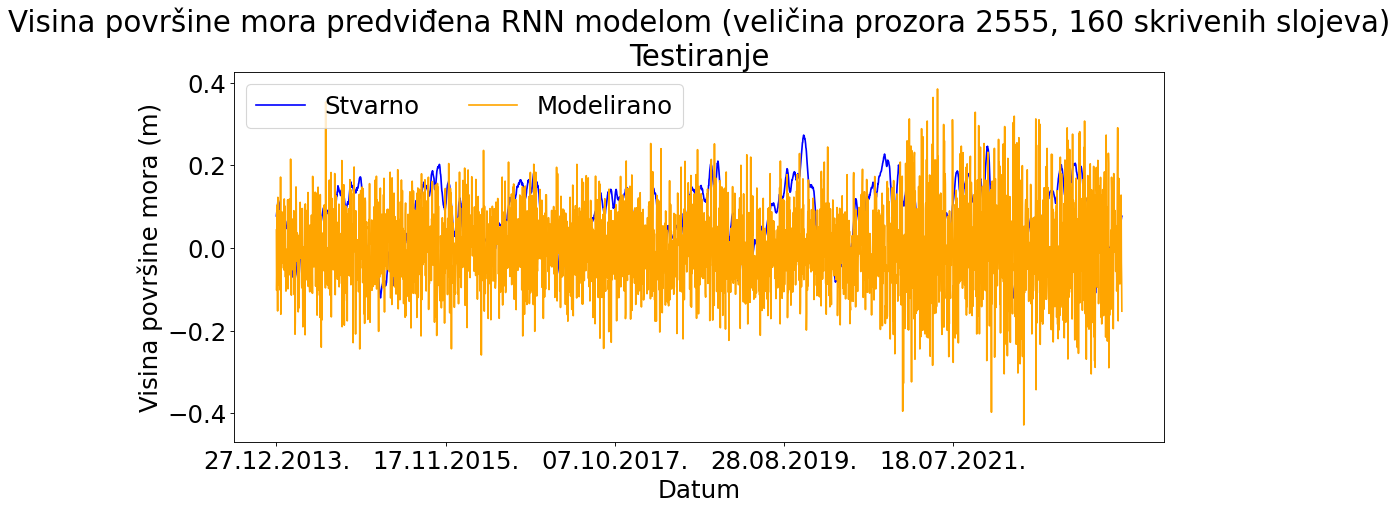 Visina površine mora predviđena RNN modelom (veličina prozora 2555, 160 skrivenih slojeva)
Testiranje
Stvarno Modelirano
Visina površine mora (m)
0.4
0.2
0.0
−0.2
−0.4
27.12.2013. 17.11.2015. 07.10.2017. 28.08.2019. 18.07.2021.
Datum